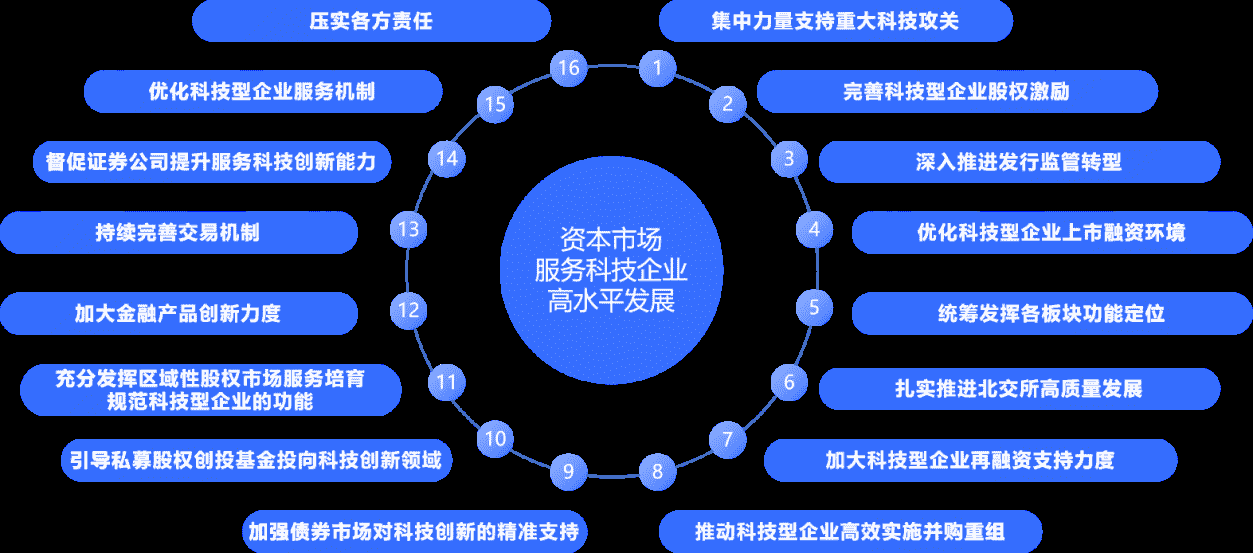 资本市场
服务科技企业
高水平发展
1
集中力量支持重大科技攻关
2
完善科技型企业股权激励
3
深入推进发行监管转型
4
优化科技型企业上市融资环境
5
统筹发挥各板块功能定位
6
扎实推进北交所高质量发展
7
加大科技型企业再融资支持力度
8
推动科技型企业高效实施并购重组
9
加强债券市场对科技创新的精准支持
10
引导私募股权创投基金投向科技创新领域
11
充分发挥区域性股权市场服务培育
规范科技型企业的功能
12
加大金融产品创新力度
13
持续完善交易机制
14
督促证券公司提升服务科技创新能力
15
优化科技型企业服务机制
16
压实各方责任